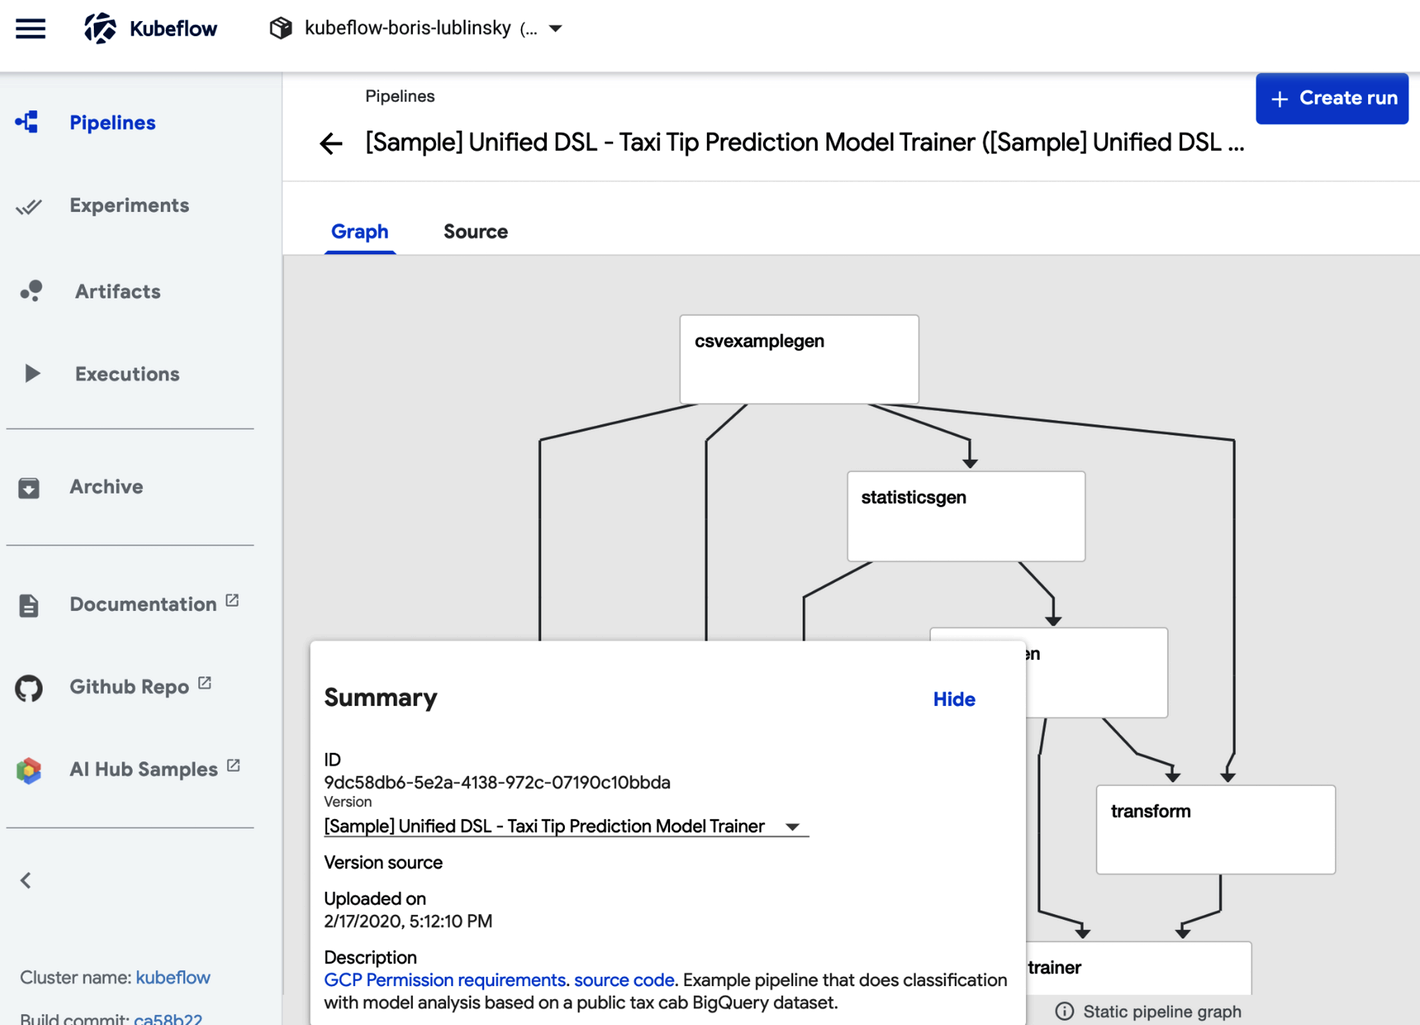 Kubeflow
kubeflow-boris-lublinsky (...
Pipelines
Experiments
Artifacts
Executions
Archive
Documentation
Github Repo
AI Hub Samples
Cluster name: kubeflow
Build commit: ca58b22
Pipelines
+ Create run
[Sample] Unified DSL - Taxi Tip Prediction Model Trainer ([Sample] Unified DSL ...
Graph
Source
csvexamplegen
statisticsgen
en
transform
trainer
Summary
Hide
ID
9dc58db6-5e2a-4138-972c-07190c10bbda
Version
[Sample] Unified DSL - Taxi Tip Prediction Model Trainer
Version source
Uploaded on
2/17/2020, 5:12:10 PM
Description
GCP Permission requirements. source code. Example pipeline that does classification
with model analysis based on a public tax cab BigQuery dataset.
Static pipeline graph